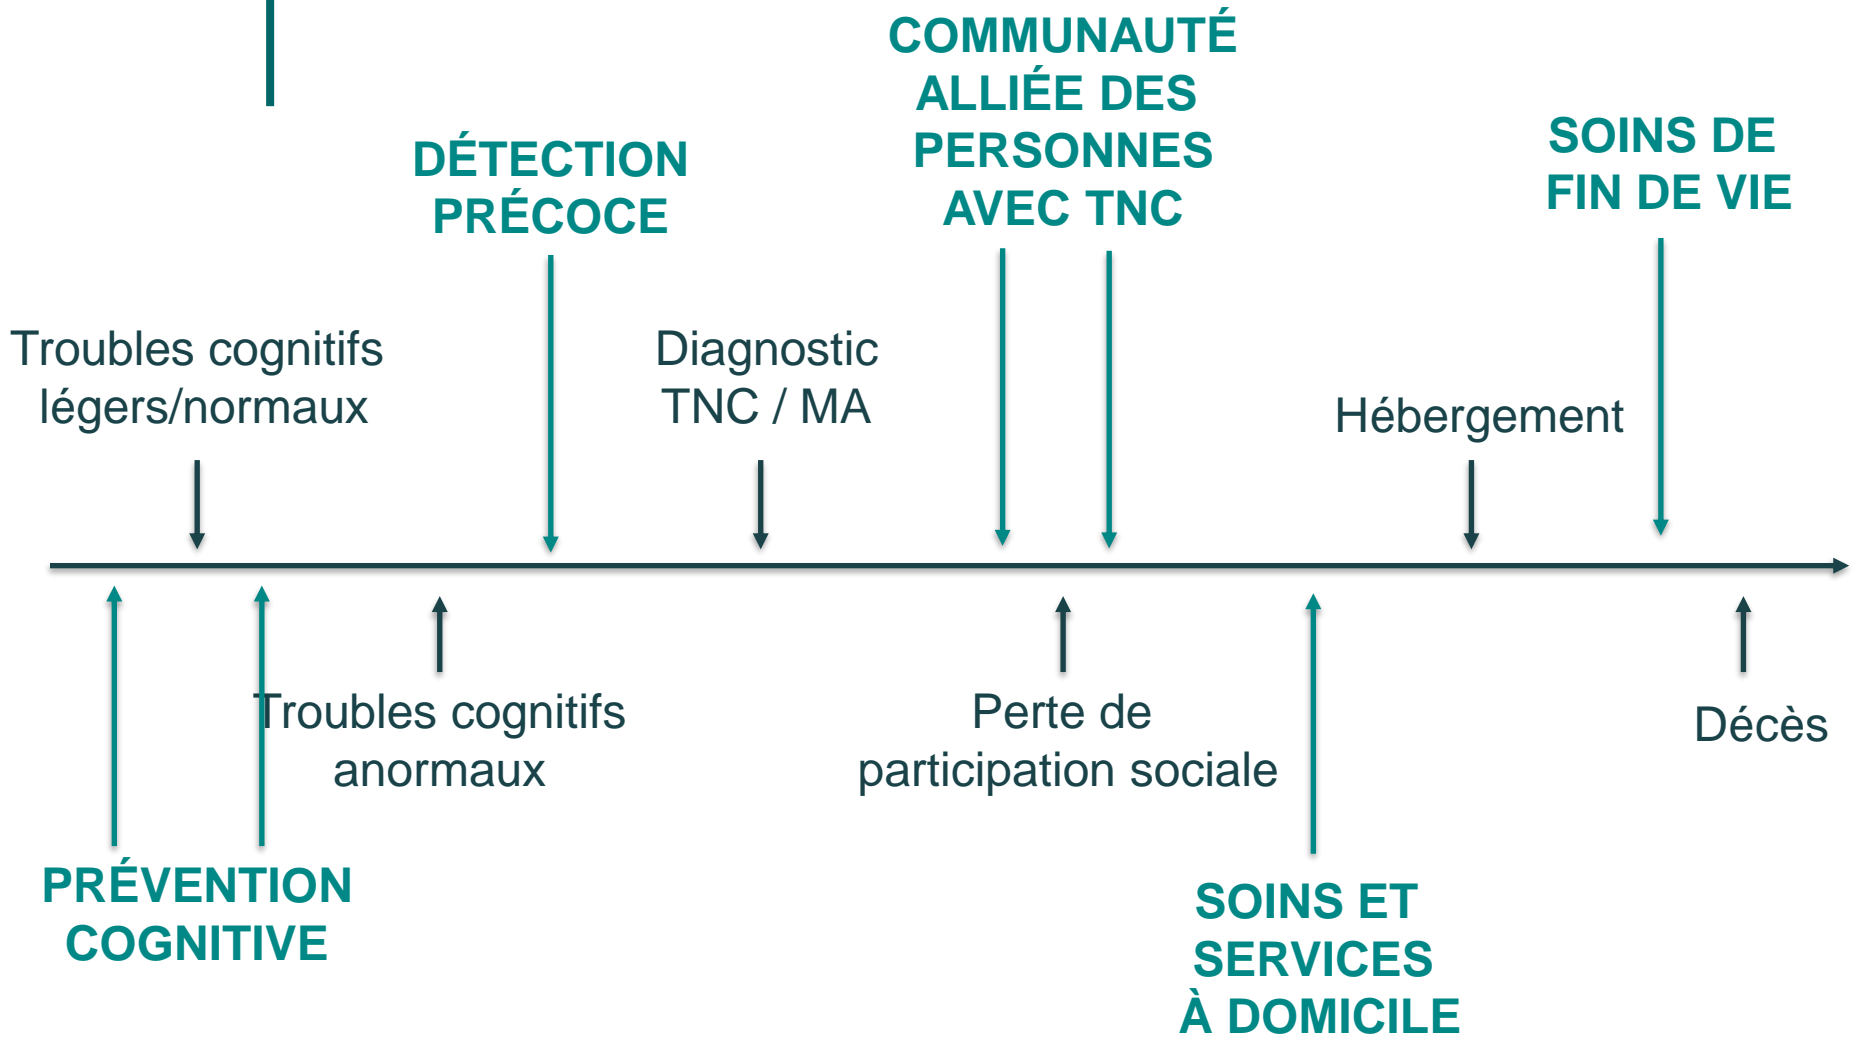 COMMUNAUTÉ
ALLIÉE DES
PERSONNES
AVEC TNC
DÉTECTION
PRÉCOCE
SOINS DE
FIN DE VIE
Troubles cognitifs
légers/normaux
Diagnostic
TNC / MA
Hébergement
Troubles cognitifs
anormaux
Perte de
participation sociale
Décès
PRÉVENTION
COGNITIVE
SOINS ET
SERVICES
À DOMICILE